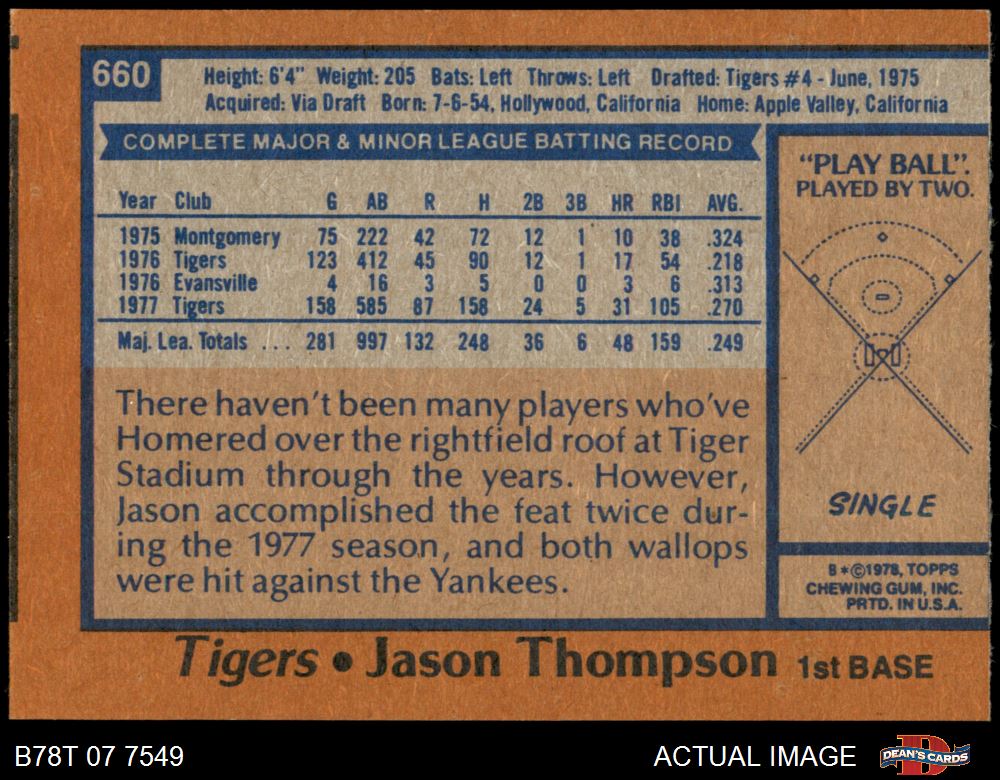 660
Height: 6'4" Weight: 205 Bats: Left Throws: Left Drafted: Tigers #4 - June, 1975
Acquired: Via Draft Born: 7-6-54, Hollywood, California Home: Apple Valley, California
COMPLETE MAJOR & MINOR LEAGUE BATTING RECORD
Year Club G AB R H 2B 3B HR RBI AVG.
1975 Montgomery 75 222 42 72 12 1 10 38 .324
1976 Tigers 123 412 45 90 12 1 17 54 .218
1976 Evansville 4 16 3 5 0 0 3 6 .313
1977 Tigers 158 585 87 158 24 5 31 105 .270
Maj. Lea. Totals ... 281 997 132 248 36 6 48 159 .249
There haven't been many players who've
Homered over the rightfield roof at Tiger
Stadium through the years. However,
Jason accomplished the feat twice dur-
ing the 1977 season, and both wallops
were hit against the Yankees.
"PLAY BALL".
PLAYED BY TWO.
SINGLE
B*©1978, TOPPS
CHEWING GUM, INC.
PRTD. IN U.S.A.
Tigers • Jason Thompson 1st BASE
B78T 07 7549
ACTUAL IMAGE
DEAN'S CARDS